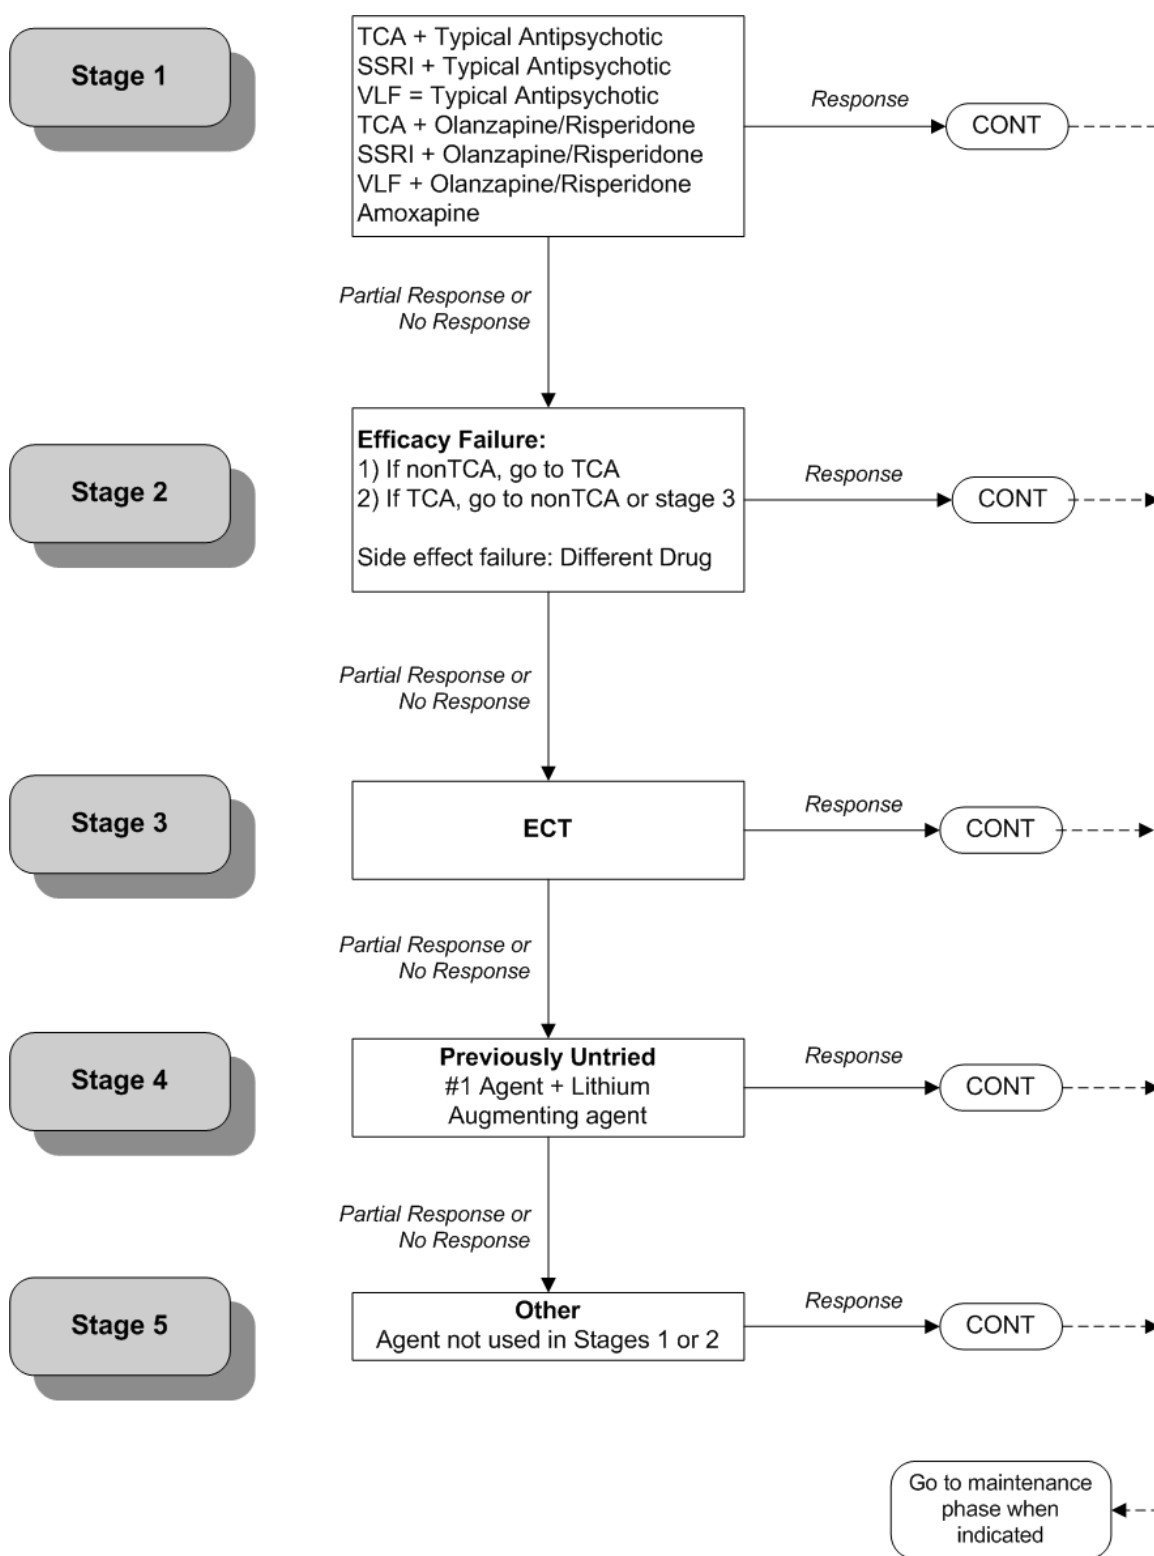 Stage 1
TCA + Typical Antipsychotic
SSRI + Typical Antipsychotic
VLF = Typical Antipsychotic
TCA + Olanzapine/Risperidone
SSRI + Olanzapine/Risperidone
VLF + Olanzapine/Risperidone
Amoxapine
Response
CONT
Partial Response or
No Response
Stage 2
Efficacy Failure:
1) If nonTCA, go to TCA
2) If TCA, go to nonTCA or stage 3
Side effect failure: Different Drug
Response
CONT
Partial Response or
No Response
Stage 3
ECT
Response
CONT
Partial Response or
No Response
Stage 4
Previously Untried
#1 Agent + Lithium
Augmenting agent
Response
CONT
Partial Response or
No Response
Stage 5
Other
Agent not used in Stages 1 or 2
Response
CONT
Go to maintenance
phase when
indicated